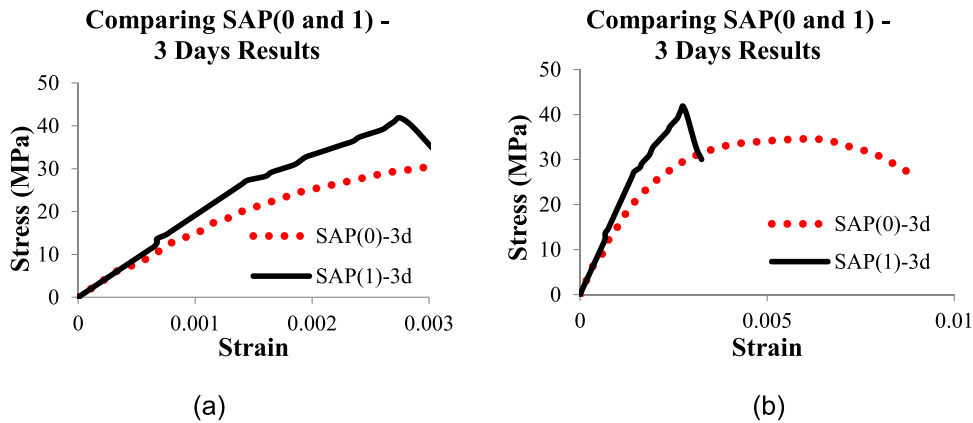 Comparing SAP(0 and 1) -
3 Days Results
50
40
30
20
10
0
Stress (MPa)
SAP(0)-3d
SAP(1)-3d
0
0.001
0.002
0.003
Strain
(a)
Comparing SAP(0 and 1) -
3 Days Results
50
40
30
20
10
0
Stress (MPa)
SAP(0)-3d
SAP(1)-3d
0
0.005
0.01
Strain
(b)